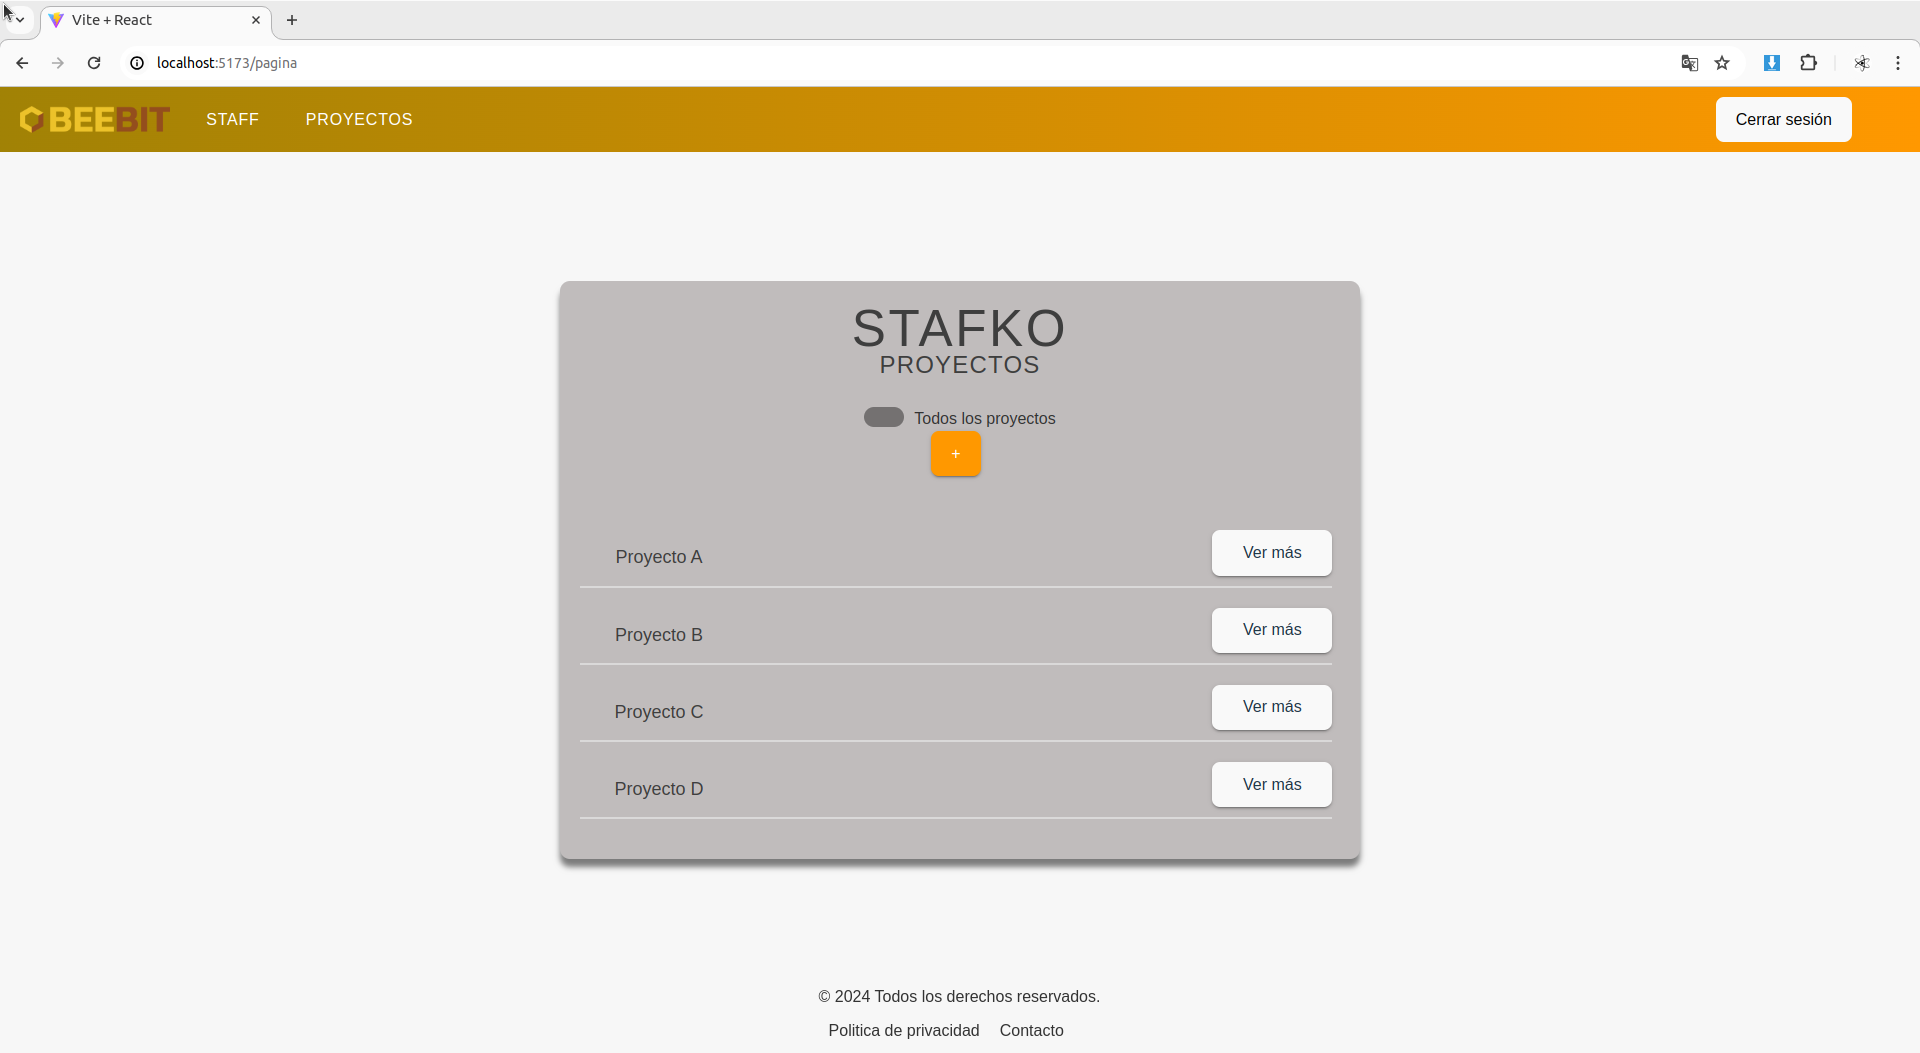 Vite + React
localhost:5173/pagina
BEEBIT STAFF PROYECTOS Cerrar sesión
STAFKO
PROYECTOS
Todos los proyectos
+
Proyecto A Ver más
Proyecto B Ver más
Proyecto C Ver más
Proyecto D Ver más
© 2024 Todos los derechos reservados.
Politica de privacidad Contacto